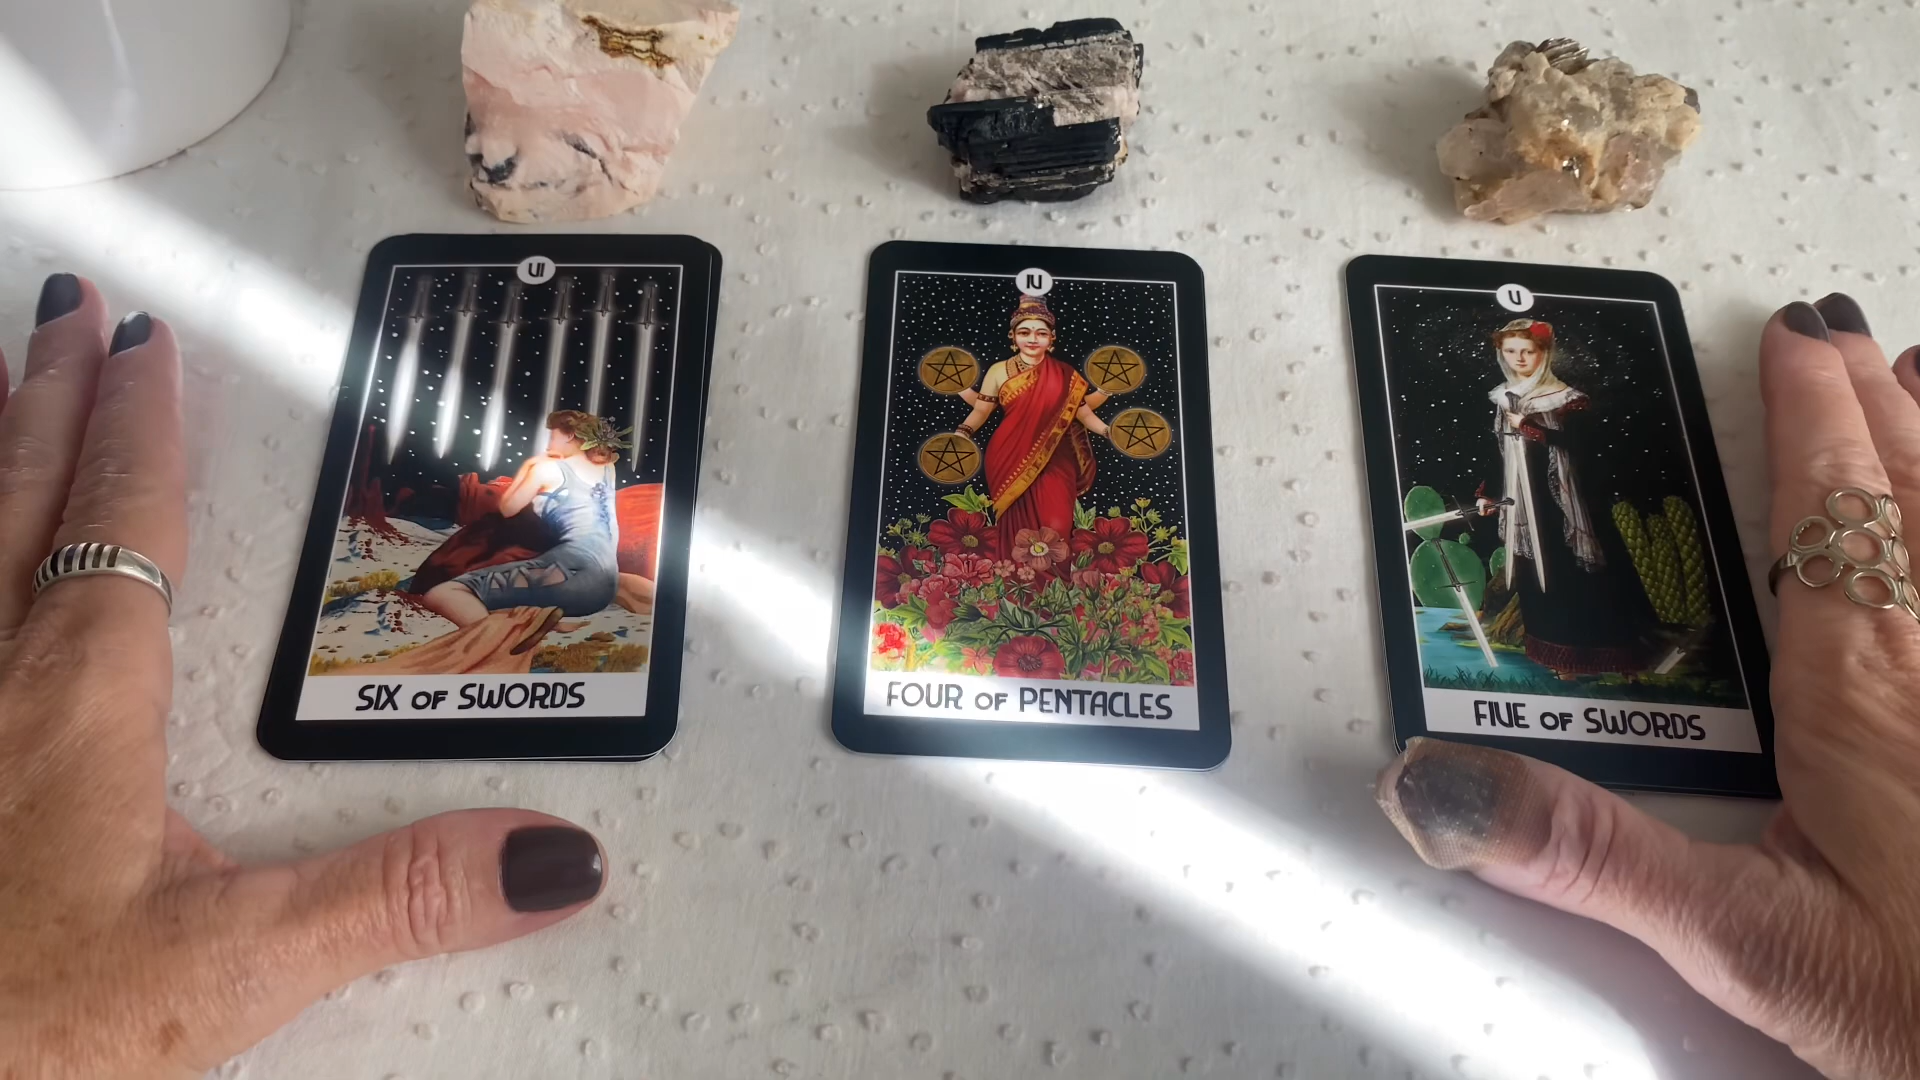 VI
SIX OF SWORDS
IV
FOUR OF PENTACLES
V
FIVE OF SWORDS